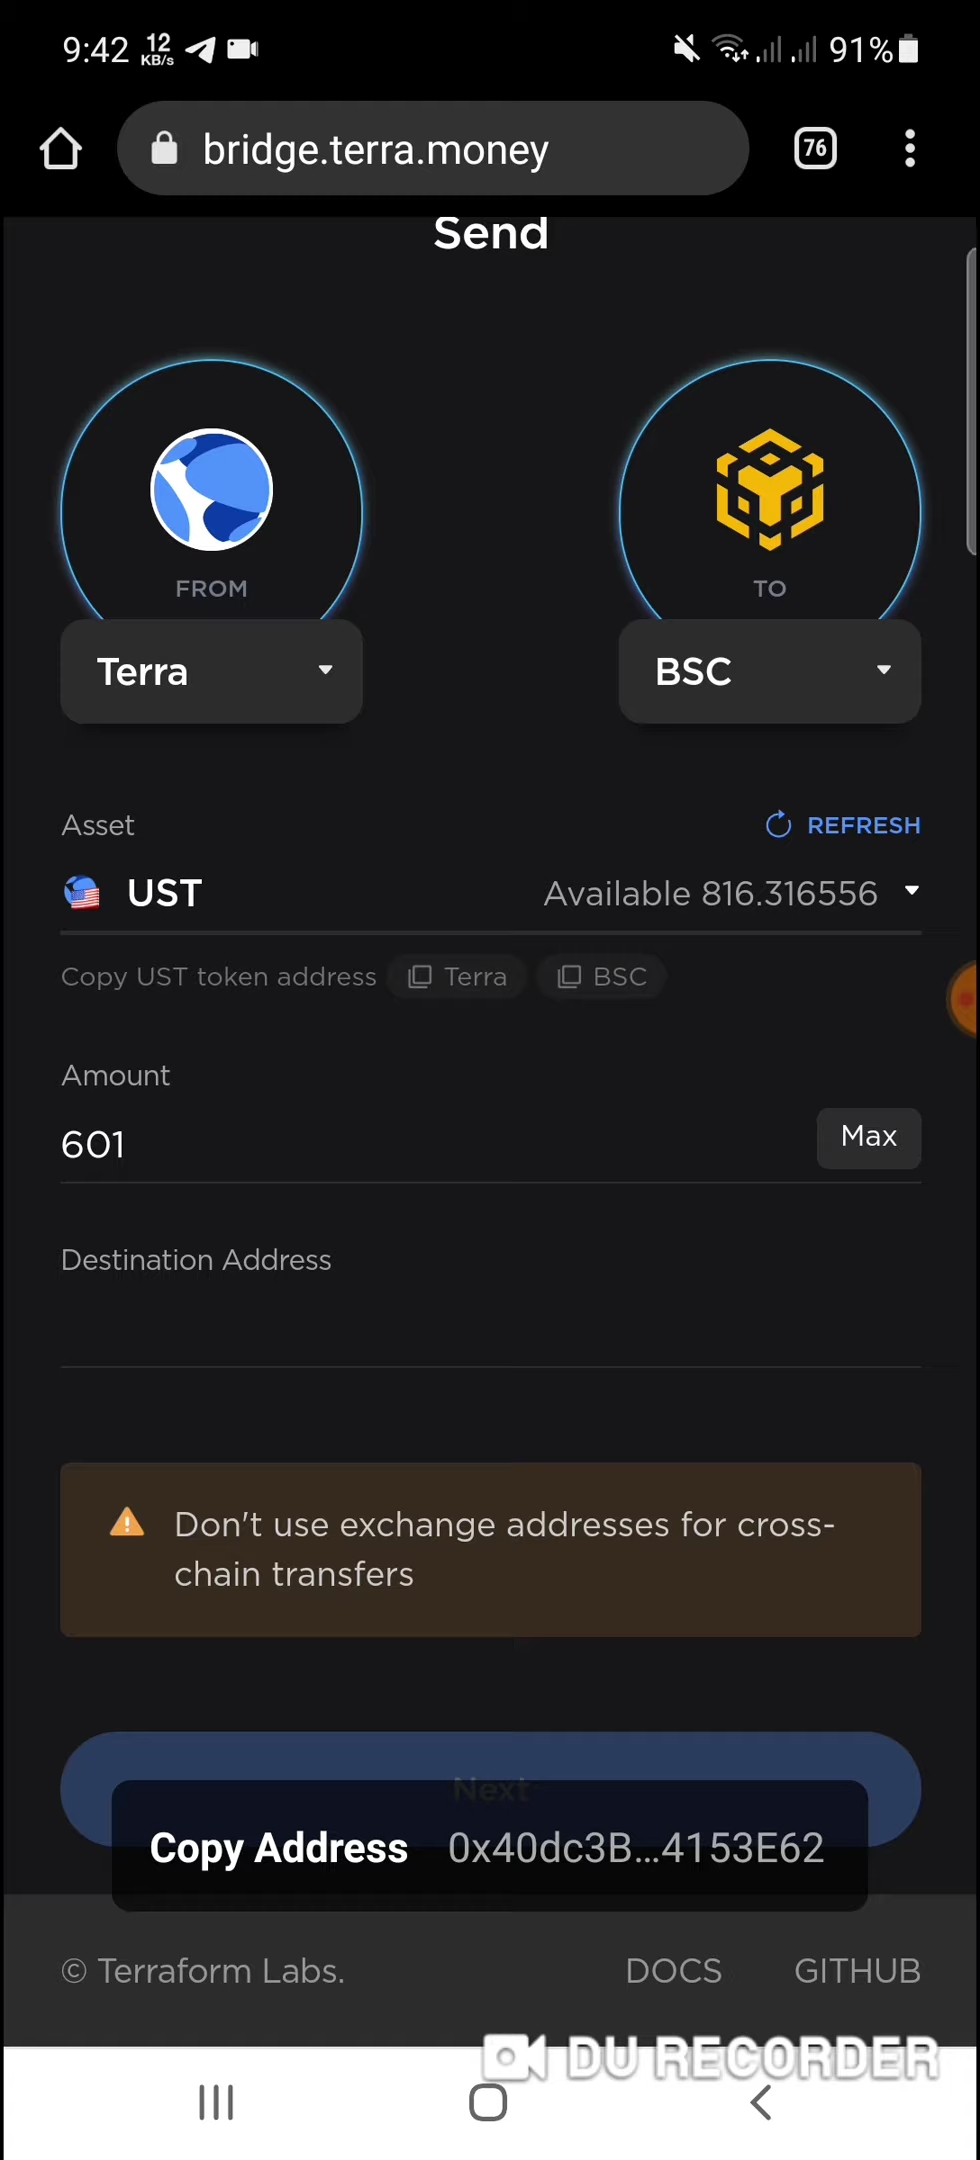 9:42 12 KB/s 91%
bridge.terra.money 76
Send
FROM TO
Terra BSC
Asset REFRESH
UST Available 816.316556
Copy UST token address Terra BSC
Amount
601 Max
Destination Address
Don't use exchange addresses for cross-
chain transfers
Next
Copy Address 0x40dc3B...4153E62
© Terraform Labs. DOCS GITHUB
DU RECORDER